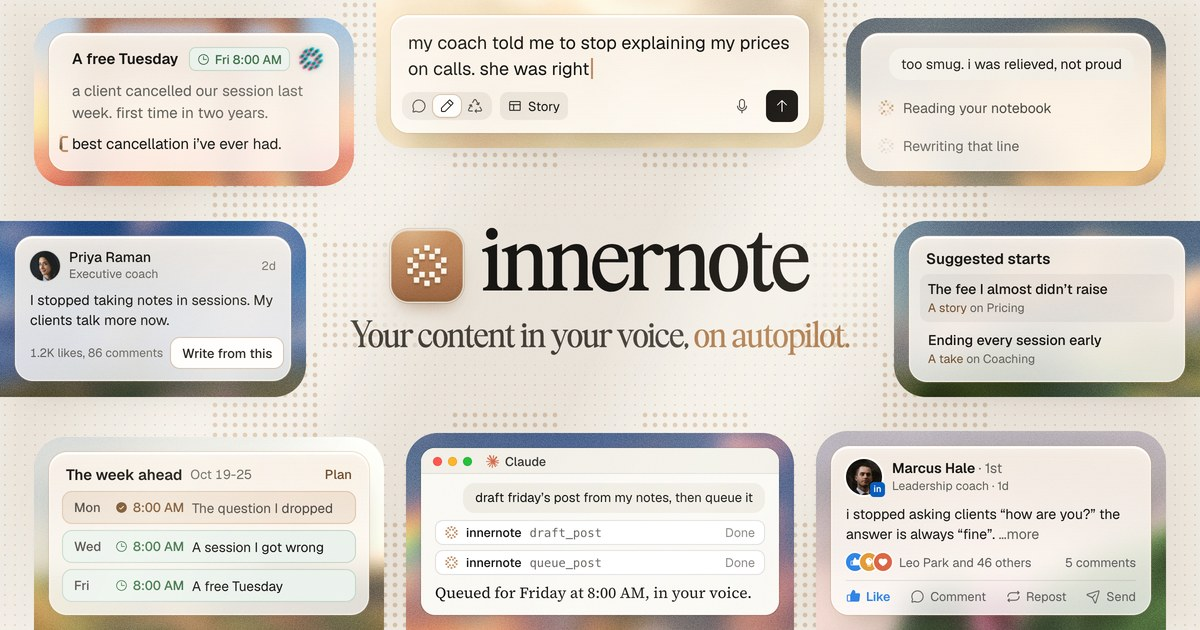 A free Tuesday
Fri 8:00 AM
a client cancelled our session last
week. first time in two years.
best cancellation i've ever had.
my coach told me to stop explaining my prices
on calls. she was right
Story
too smug. i was relieved, not proud
Reading your notebook
Rewriting that line
Priya Raman
Executive coach
2d
I stopped taking notes in sessions. My
clients talk more now.
1.2K likes, 86 comments
Write from this
innernote
Your content in your voice, on autopilot.
Suggested starts
The fee I almost didn't raise
A story on Pricing
Ending every session early
A take on Coaching
The week ahead Oct 19-25
Plan
Mon 8:00 AM The question I dropped
Wed 8:00 AM A session I got wrong
Fri 8:00 AM A free Tuesday
Claude
draft friday's post from my notes, then queue it
innernote draft_post Done
innernote queue_post Done
Queued for Friday at 8:00 AM, in your voice.
Marcus Hale · 1st
in
Leadership coach · 1d
i stopped asking clients “how are you?” the
answer is always “fine”. ...more
Leo Park and 46 others
5 comments
Like Comment Repost Send